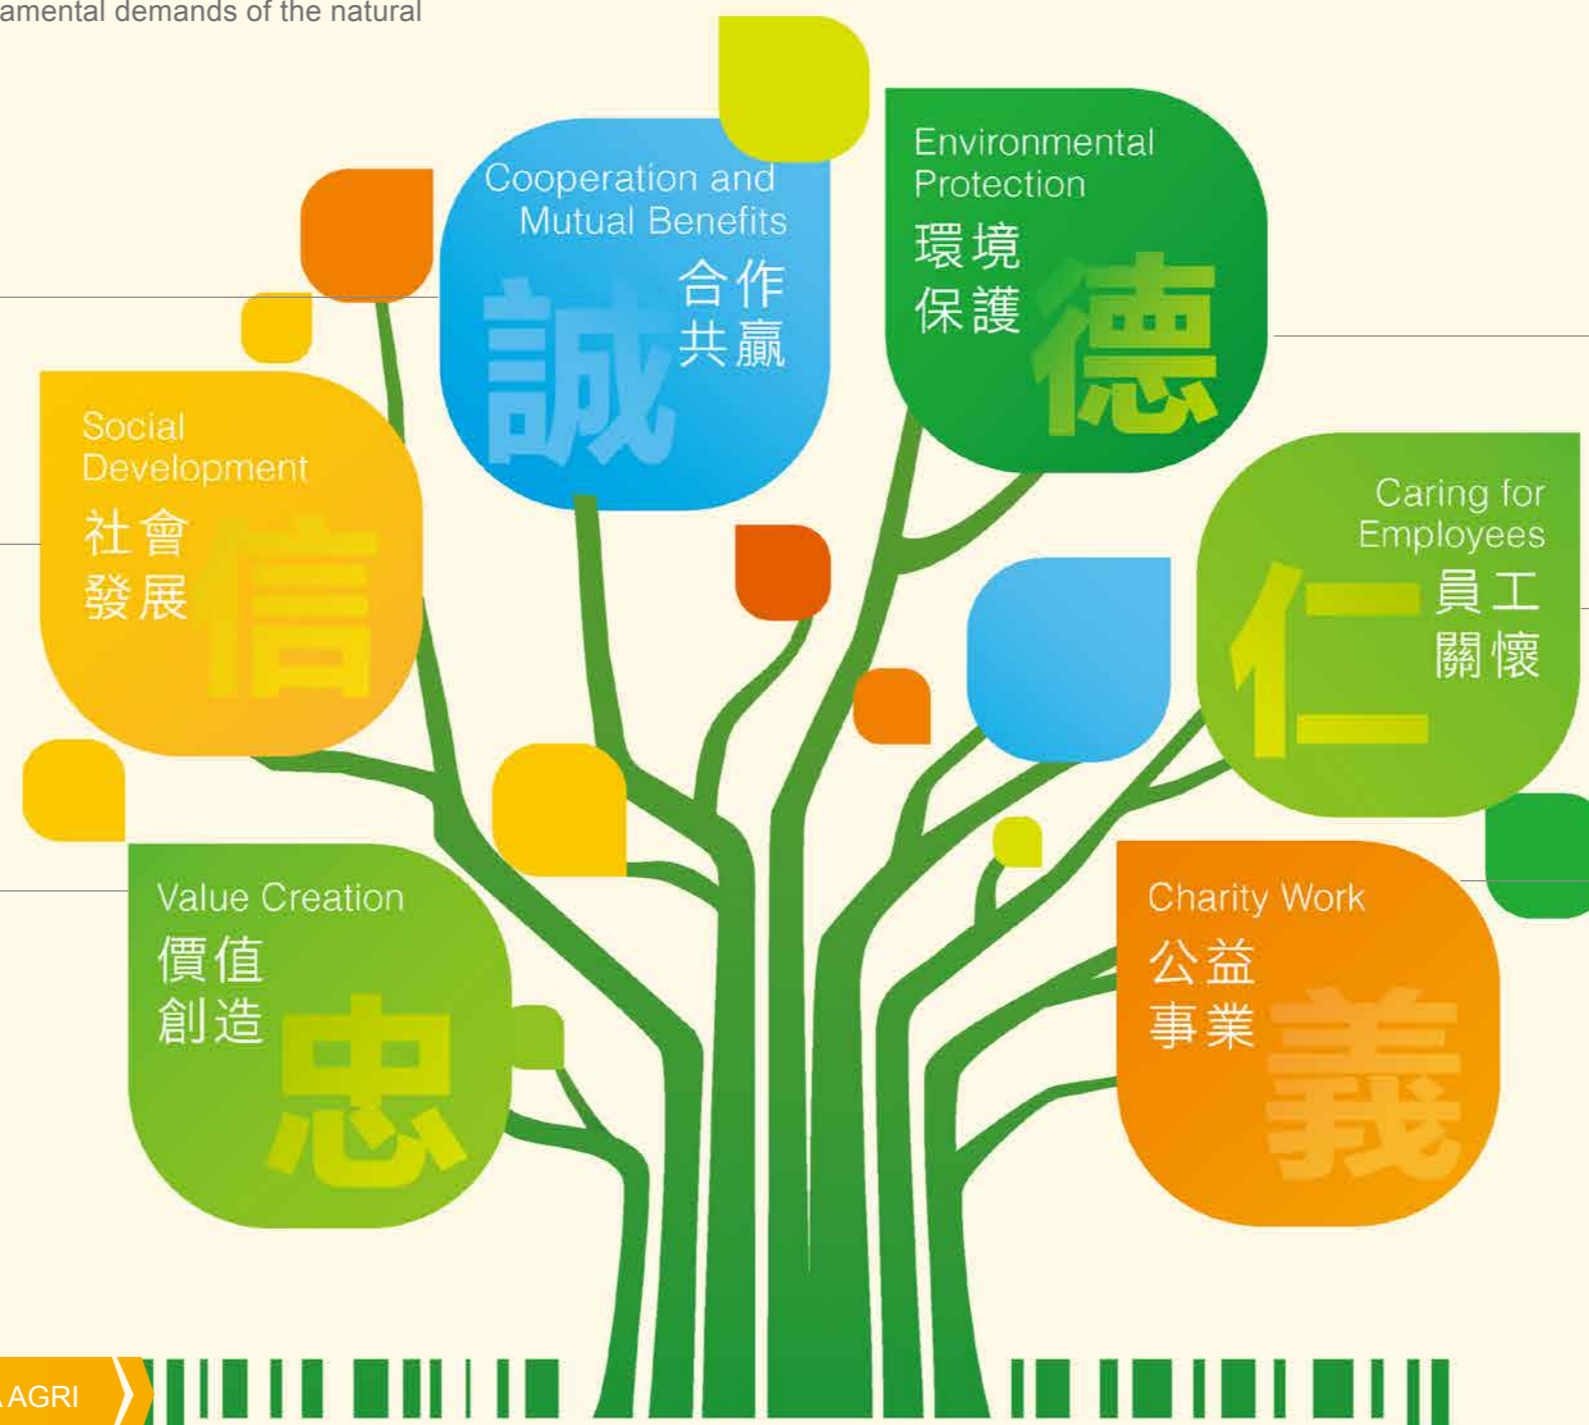 amental demands of the natural
Cooperation and
Mutual Benefits
合作
共贏
誠
Environmental
Protection
環境
保護
德
Social
Development
社會
發展
信
Caring for
Employees
員工
關懷
仁
Value Creation
價值
創造
忠
Charity Work
公益
事業
義
AGRI